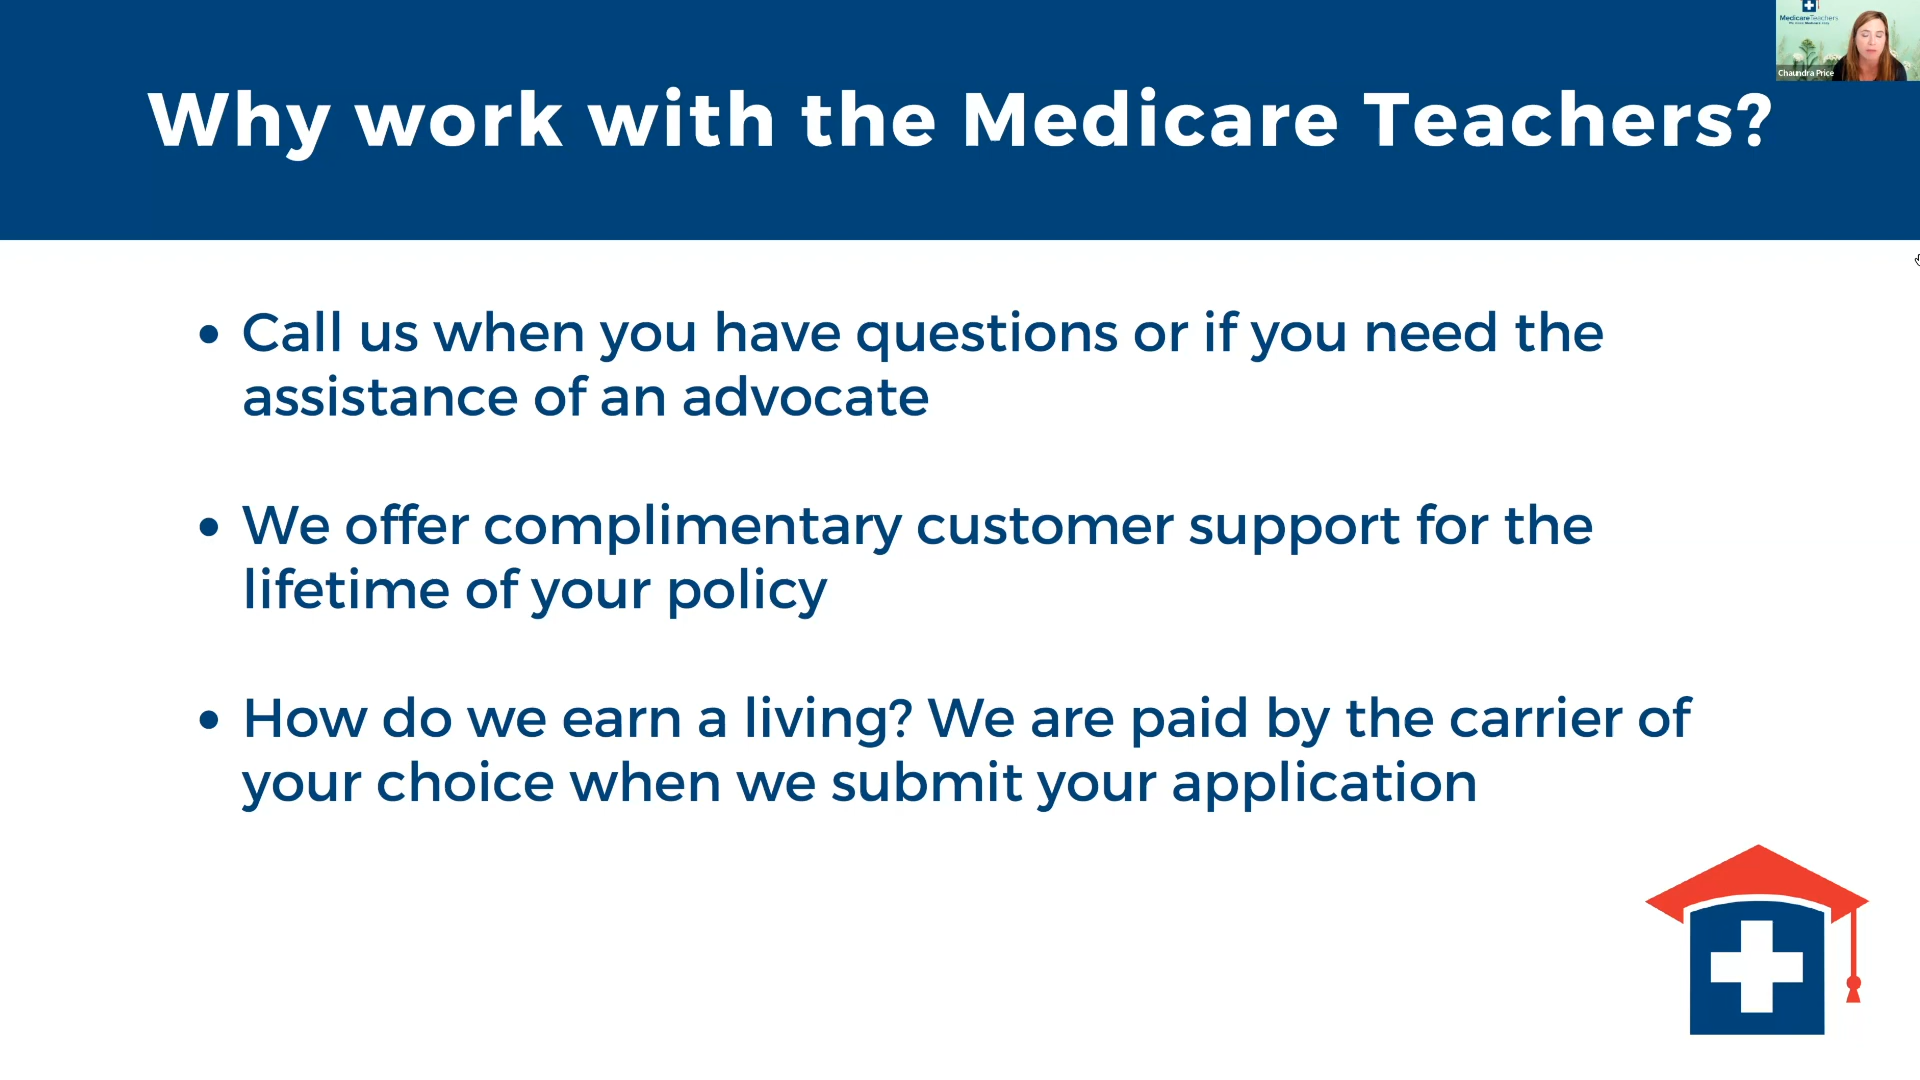 MedicareTeachers
Chaundra Price
Why work with the Medicare Teachers?
• Call us when you have questions or if you need the
assistance of an advocate
• We offer complimentary customer support for the
lifetime of your policy
• How do we earn a living? We are paid by the carrier of
your choice when we submit your application